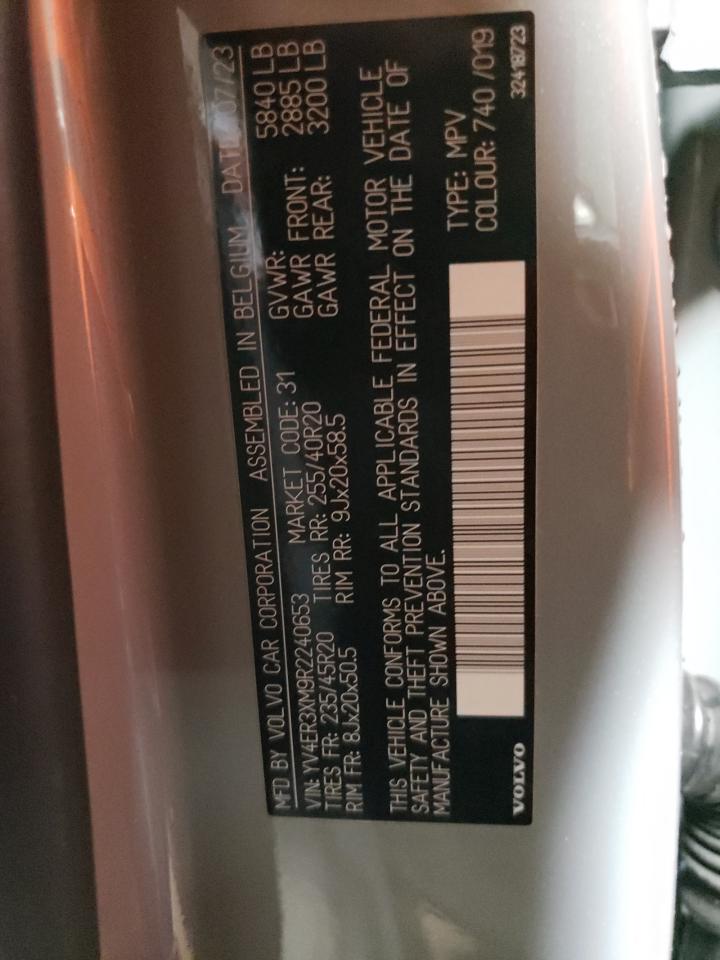 MFD BY VOLVO CAR CORPORATION ASSEMBLED IN BELGIUM DATE: 07/23
VIN: YV4ER3XM9R2240653 MARKET CODE: 31 GVWR: 5840 LB
TIRES FR: 235/45R20 TIRES RR: 255/40R20 GAWR FRONT: 2885 LB
RIM FR: 8Jx20x50.5 RIM RR: 9Jx20x58.5 GAWR REAR: 3200 LB
THIS VEHICLE CONFORMS TO ALL APPLICABLE FEDERAL MOTOR VEHICLE
SAFETY AND THEFT PREVENTION STANDARDS IN EFFECT ON THE DATE OF
MANUFACTURE SHOWN ABOVE.
TYPE: MPV
COLOUR: 740 /019
VOLVO 32418723